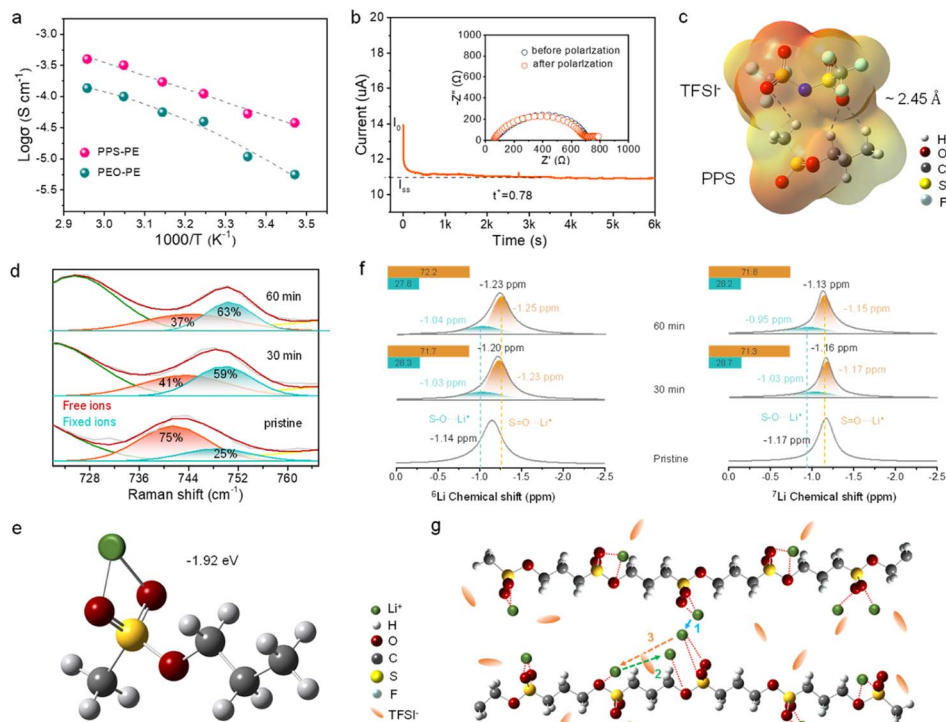 a
Logσ (S cm⁻¹)
-3.0
-3.5
-4.0
-4.5
-5.0
-5.5
PPS-PE
PEO-PE
2.9 3.0 3.1 3.2 3.3 3.4 3.5
1000/T (K⁻¹)
b
Current (uA)
20
18
16
14
12
10
I₀
Iss
t⁺=0.78
0 1k 2k 3k 4k 5k 6k
Time (s)
-Z'' (Ω)
-1000
-800
-600
-400
-200
0
before polarlzation
after polarlzation
0 200 400 600 800 1000
Z' (Ω)
c
TFSI⁻
~ 2.45 Å
PPS
H
O
C
S
F
d
60 min
37%
63%
30 min
41%
59%
Free ions
Fixed ions
pristine
75%
25%
728 736 744 752 760
Raman shift (cm⁻¹)
f
72.2
27.8
-1.23 ppm
-1.04 ppm
-1.25 ppm
71.7
28.3
-1.20 ppm
-1.03 ppm
-1.23 ppm
S-O···Li⁺
S=O···Li⁺
-1.14 ppm
0.0 -0.5 -1.0 -1.5 -2.0 -2.5
⁶Li Chemical shift (ppm)
60 min
30 min
Pristine
71.8
28.2
-1.13 ppm
-0.95 ppm
-1.15 ppm
71.3
28.7
-1.16 ppm
-1.03 ppm
-1.17 ppm
S-O···Li⁺
S=O···Li⁺
-1.17 ppm
0.0 -0.5 -1.0 -1.5 -2.0 -2.5
⁷Li Chemical shift (ppm)
e
-1.92 eV
Li⁺
H
O
C
S
F
TFSI⁻
g
1
3
2